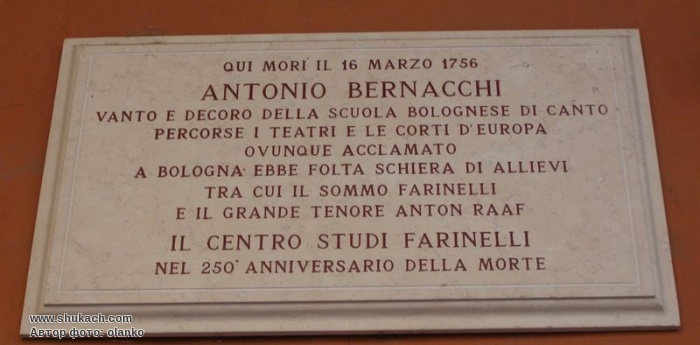 QUI MORI' IL 16 MARZO 1756
ANTONIO BERNACCHI
VANTO E DECORO DELLA SCUOLA BOLOGNESE DI CANTO
PERCORSE I TEATRI E LE CORTI D'EUROPA
OVUNQUE ACCLAMATO
A BOLOGNA EBBE FOLTA SCHIERA DI ALLIEVI
TRA CUI IL SOMMO FARINELLI
E IL GRANDE TENORE ANTON RAAF
IL CENTRO STUDI FARINELLI
NEL 250° ANNIVERSARIO DELLA MORTE
www.shukach.com
Автор фото: olanko